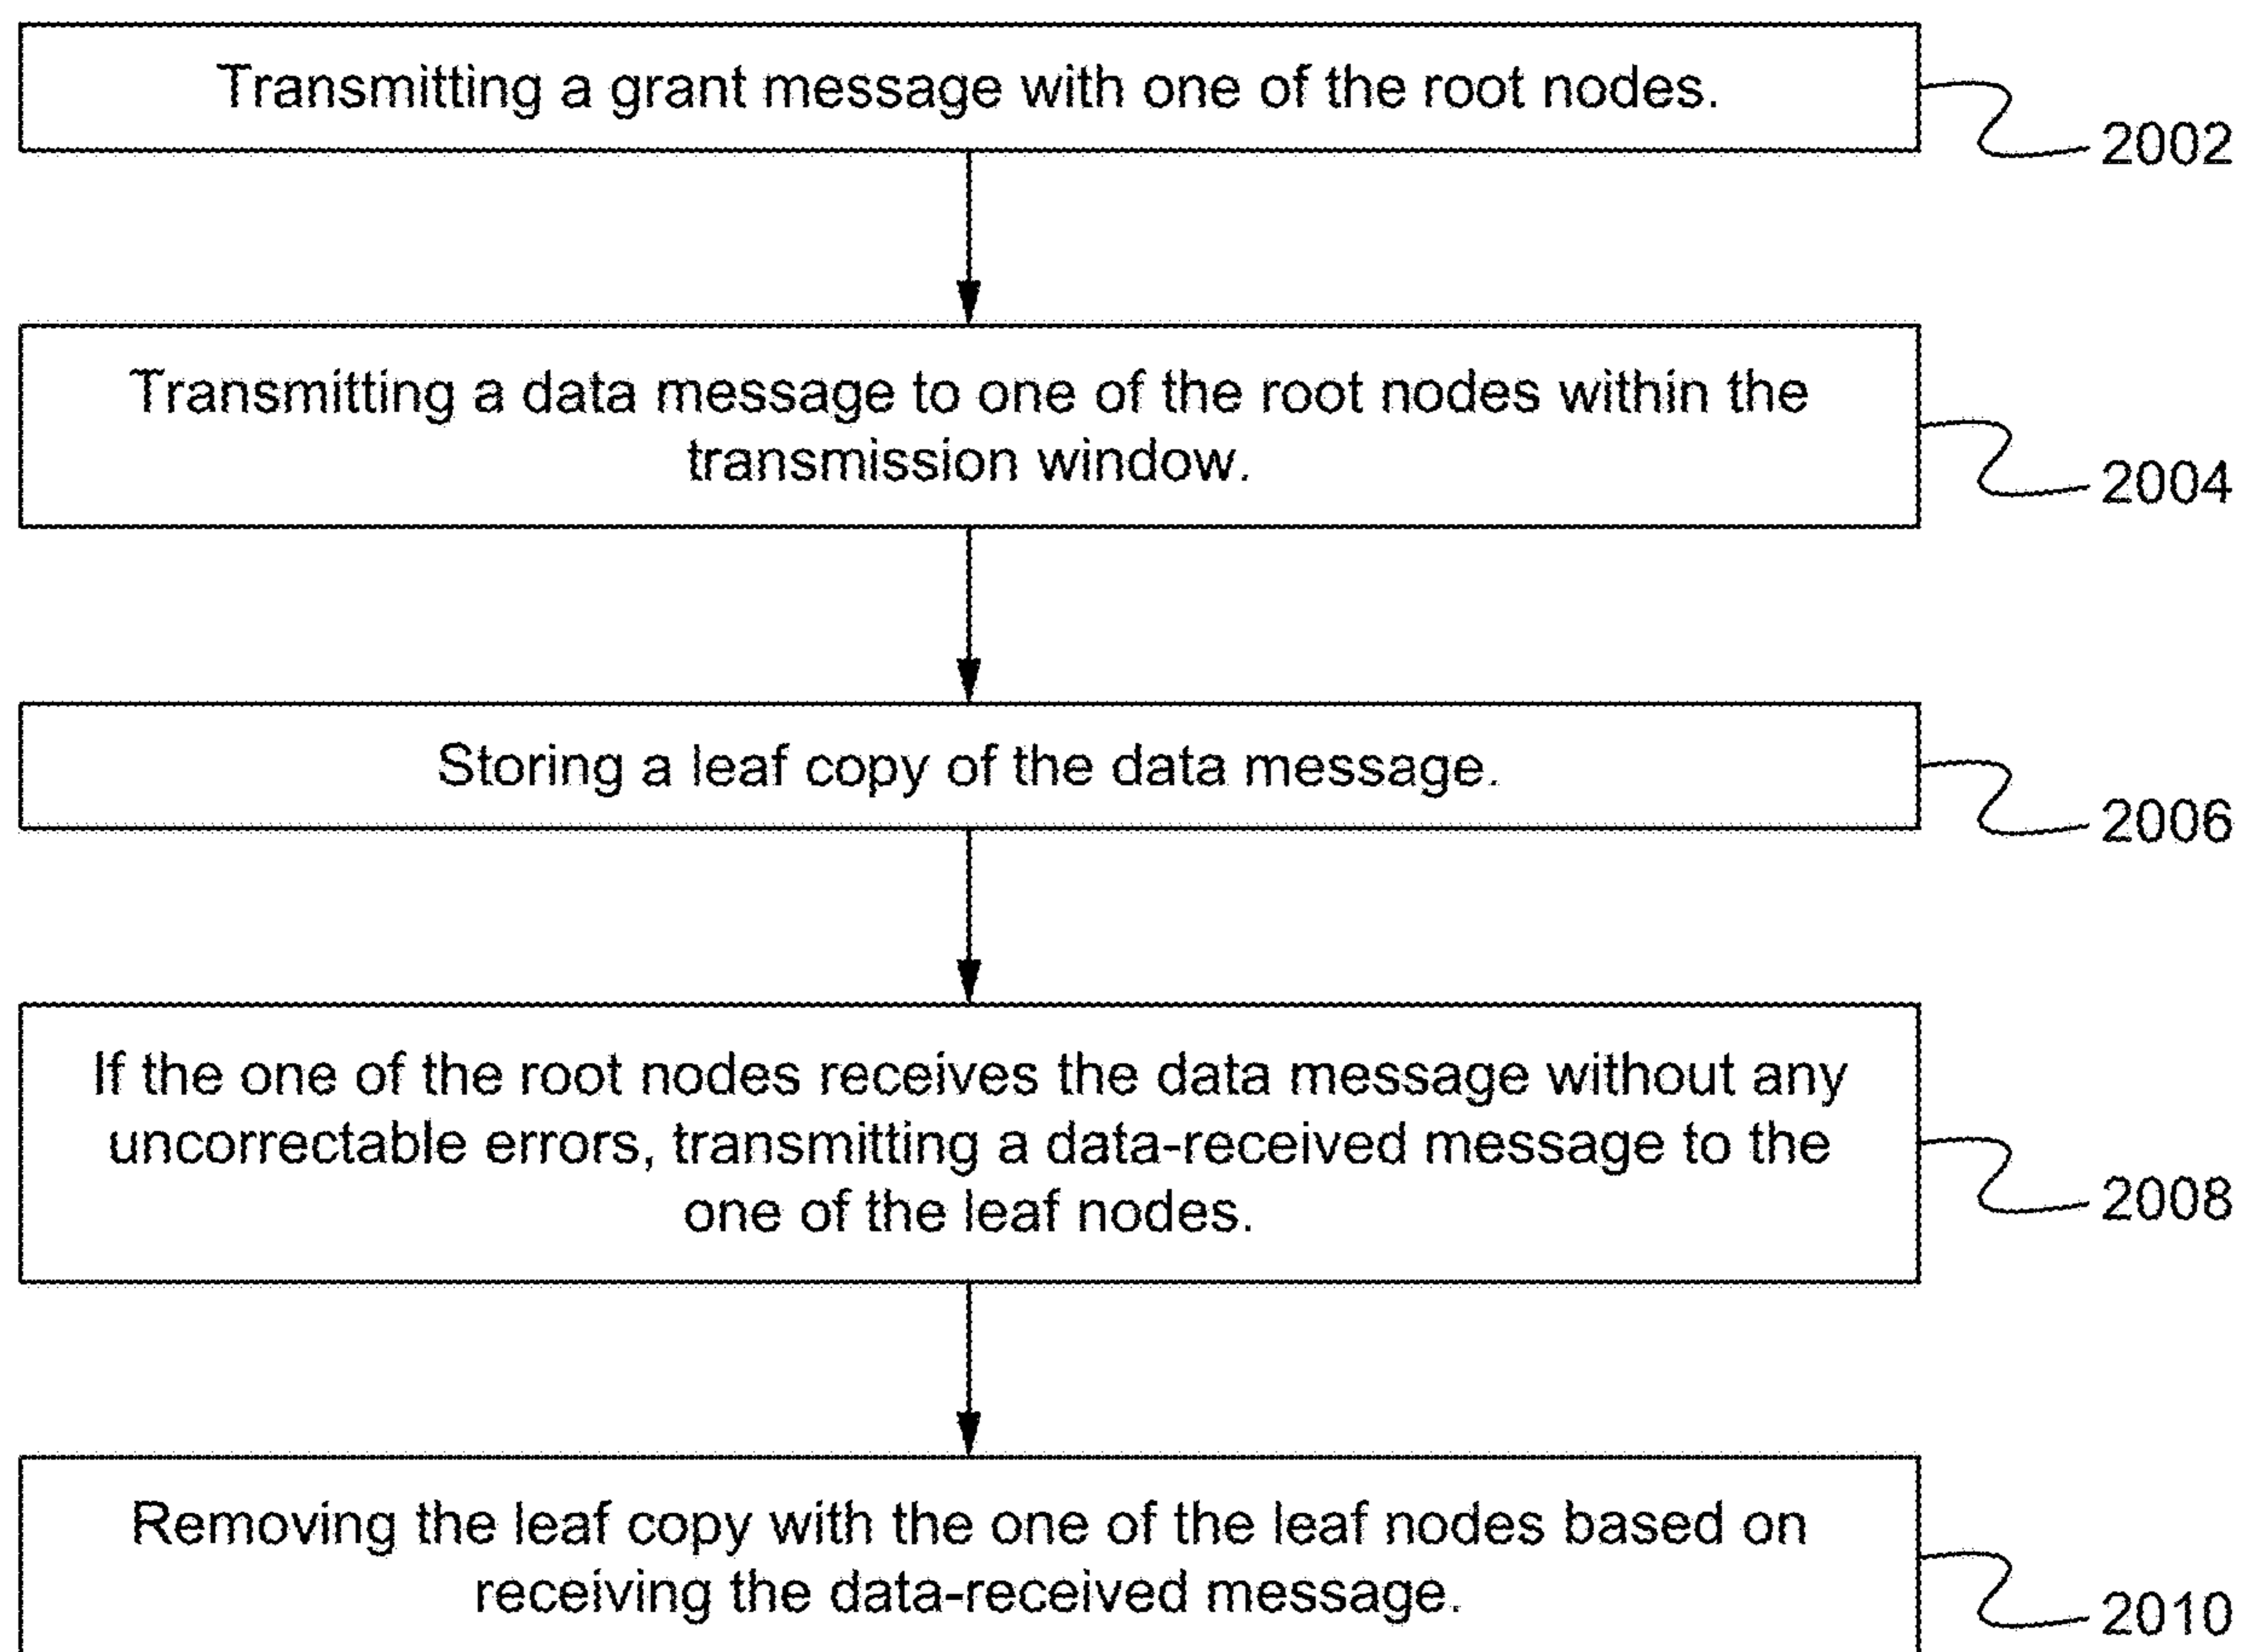 Transmitting a grant message with one of the root nodes.
2002
Transmitting a data message to one of the root nodes within the
transmission window.
2004
Storing a leaf copy of the data message.
2006
If the one of the root nodes receives the data message without any
uncorrectable errors, transmitting a data-received message to the
one of the leaf nodes.
2008
Removing the leaf copy with the one of the leaf nodes based on
receiving the data-received message.
2010